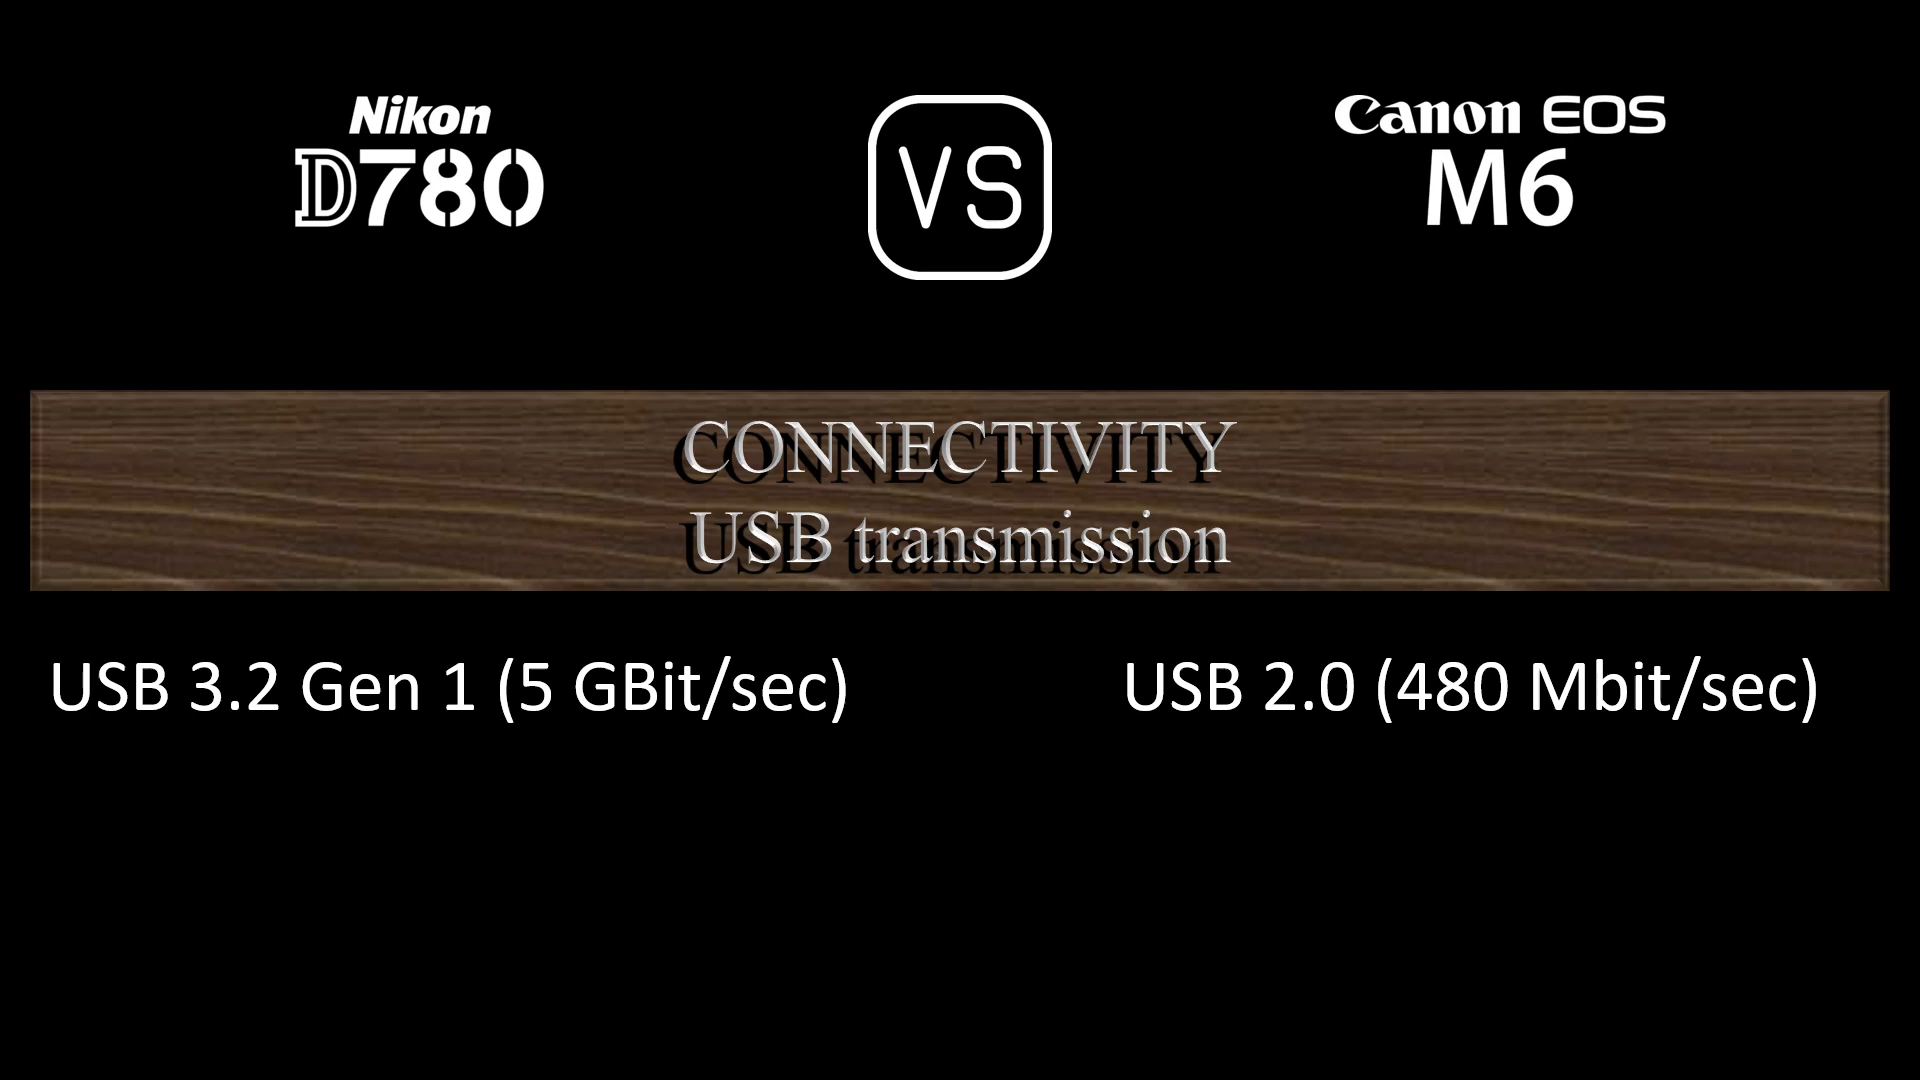 Nikon
D780
VS
Canon EOS
M6
CONNECTIVITY
USB transmission
USB 3.2 Gen 1 (5 GBit/sec)
USB 2.0 (480 Mbit/sec)